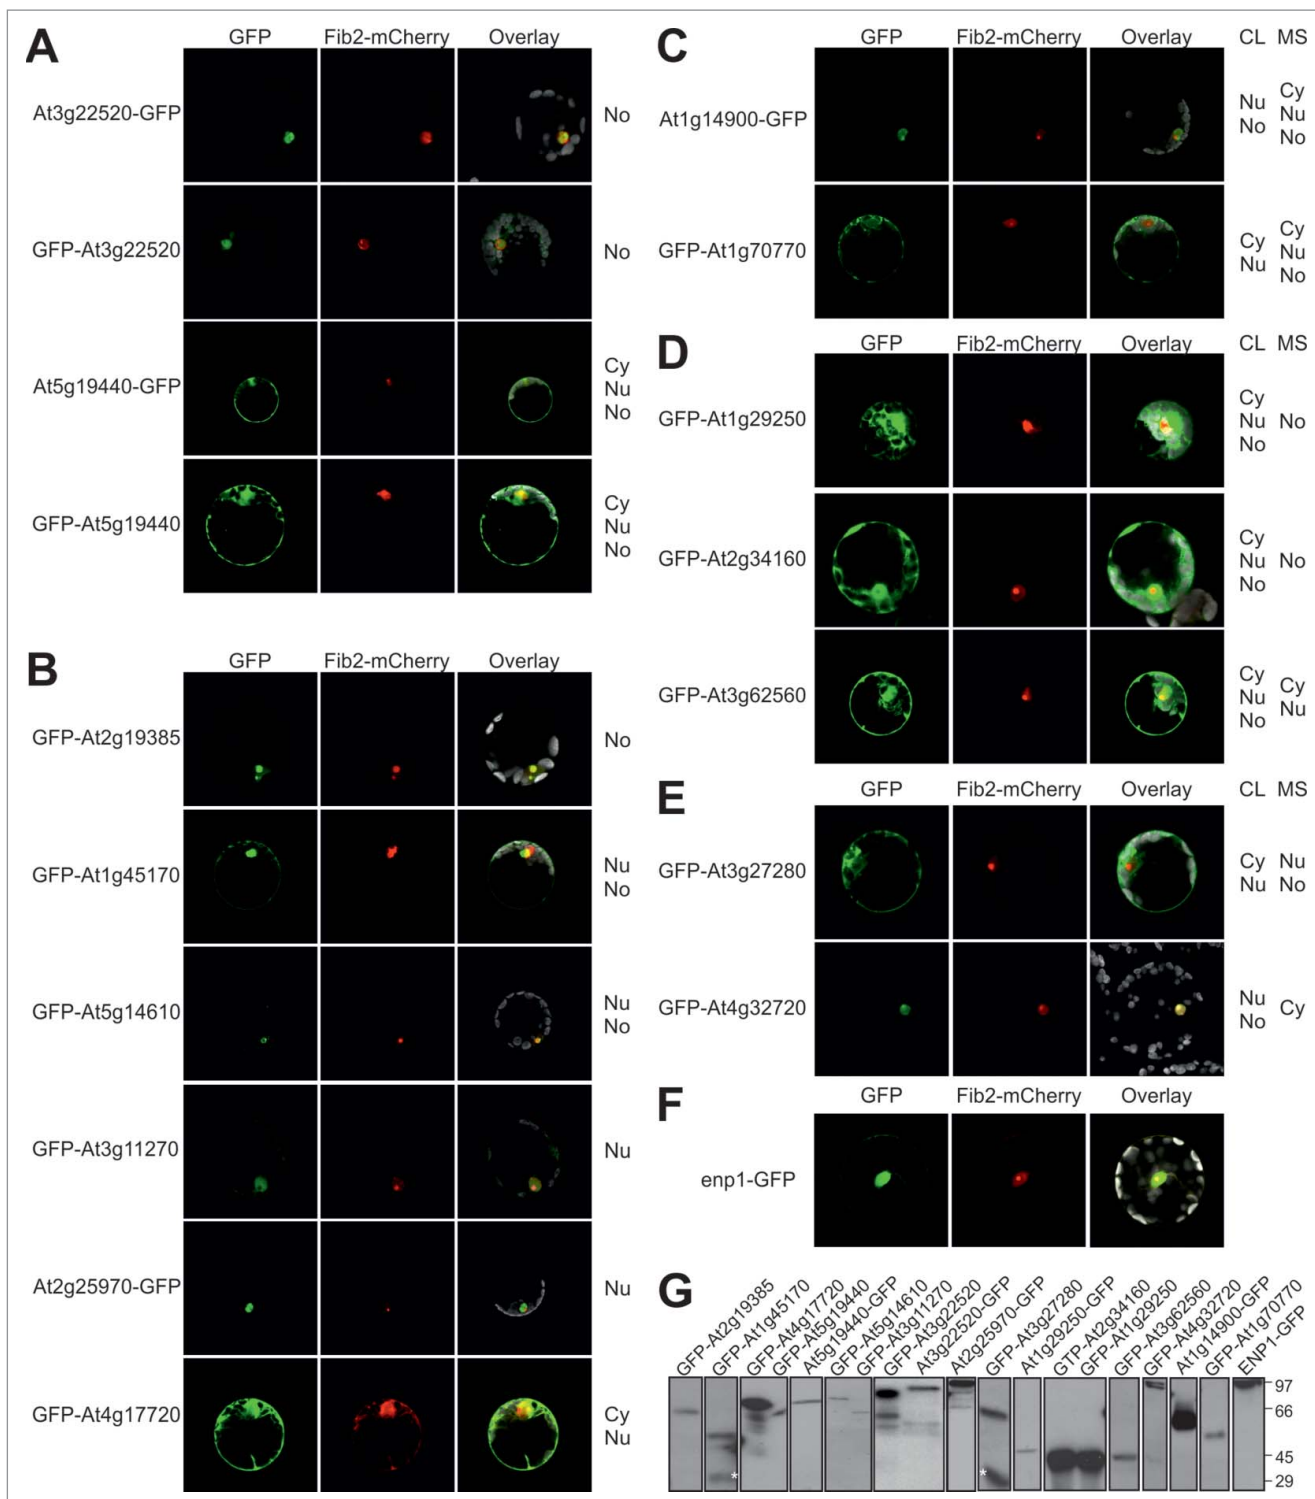 A
GFP Fib2-mCherry Overlay
At3g22520-GFP No
GFP-At3g22520 No
At5g19440-GFP Cy Nu No
GFP-At5g19440 Cy Nu No
B
GFP Fib2-mCherry Overlay
GFP-At2g19385 No
GFP-At1g45170 Nu No
GFP-At5g14610 Nu No
GFP-At3g11270 Nu
At2g25970-GFP Nu
GFP-At4g17720 Cy Nu
C
GFP Fib2-mCherry Overlay CL MS
At1g14900-GFP Nu No Cy Nu No
GFP-At1g70770 Cy Nu Cy Nu No
D
GFP Fib2-mCherry Overlay CL MS
GFP-At1g29250 Cy Nu No No
GFP-At2g34160 Cy Nu No No
GFP-At3g62560 Cy Nu No Cy Nu
E
GFP Fib2-mCherry Overlay CL MS
GFP-At3g27280 Cy Nu Nu No
GFP-At4g32720 Nu No Cy
F
GFP Fib2-mCherry Overlay
enp1-GFP
G
GFP-At2g19385
GFP-At1g45170
GFP-At4g17720
GFP-At5g19440
At5g19440-GFP
GFP-At5g14610
GFP-At3g11270
GFP-At3g22520
At3g22520-GFP
At2g25970-GFP
GFP-At3g27280
At1g29250-GFP
GTP-At2g34160
GFP-At1g29250
GFP-At3g62560
GFP-At4g32720
At1g14900-GFP
GFP-At1g70770
ENP1-GFP
97
66
45
29
* *